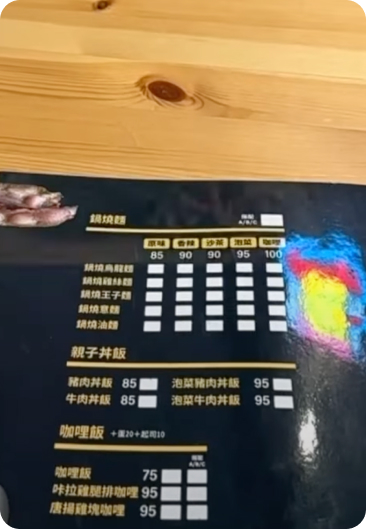 鍋燒麵 搭配 A/B/C
原味 香辣 沙茶 泡菜 咖哩
85 90 90 95 100
鍋燒烏龍麵
鍋燒雞絲麵
鍋燒王子麵
鍋燒意麵
鍋燒油麵
親子丼飯
豬肉丼飯 85 泡菜豬肉丼飯 95
牛肉丼飯 85 泡菜牛肉丼飯 95
咖哩飯 +蛋20+起司10
搭配 A/B/C
咖哩飯 75
咔拉雞腿排咖哩 95
唐揚雞塊咖哩 95